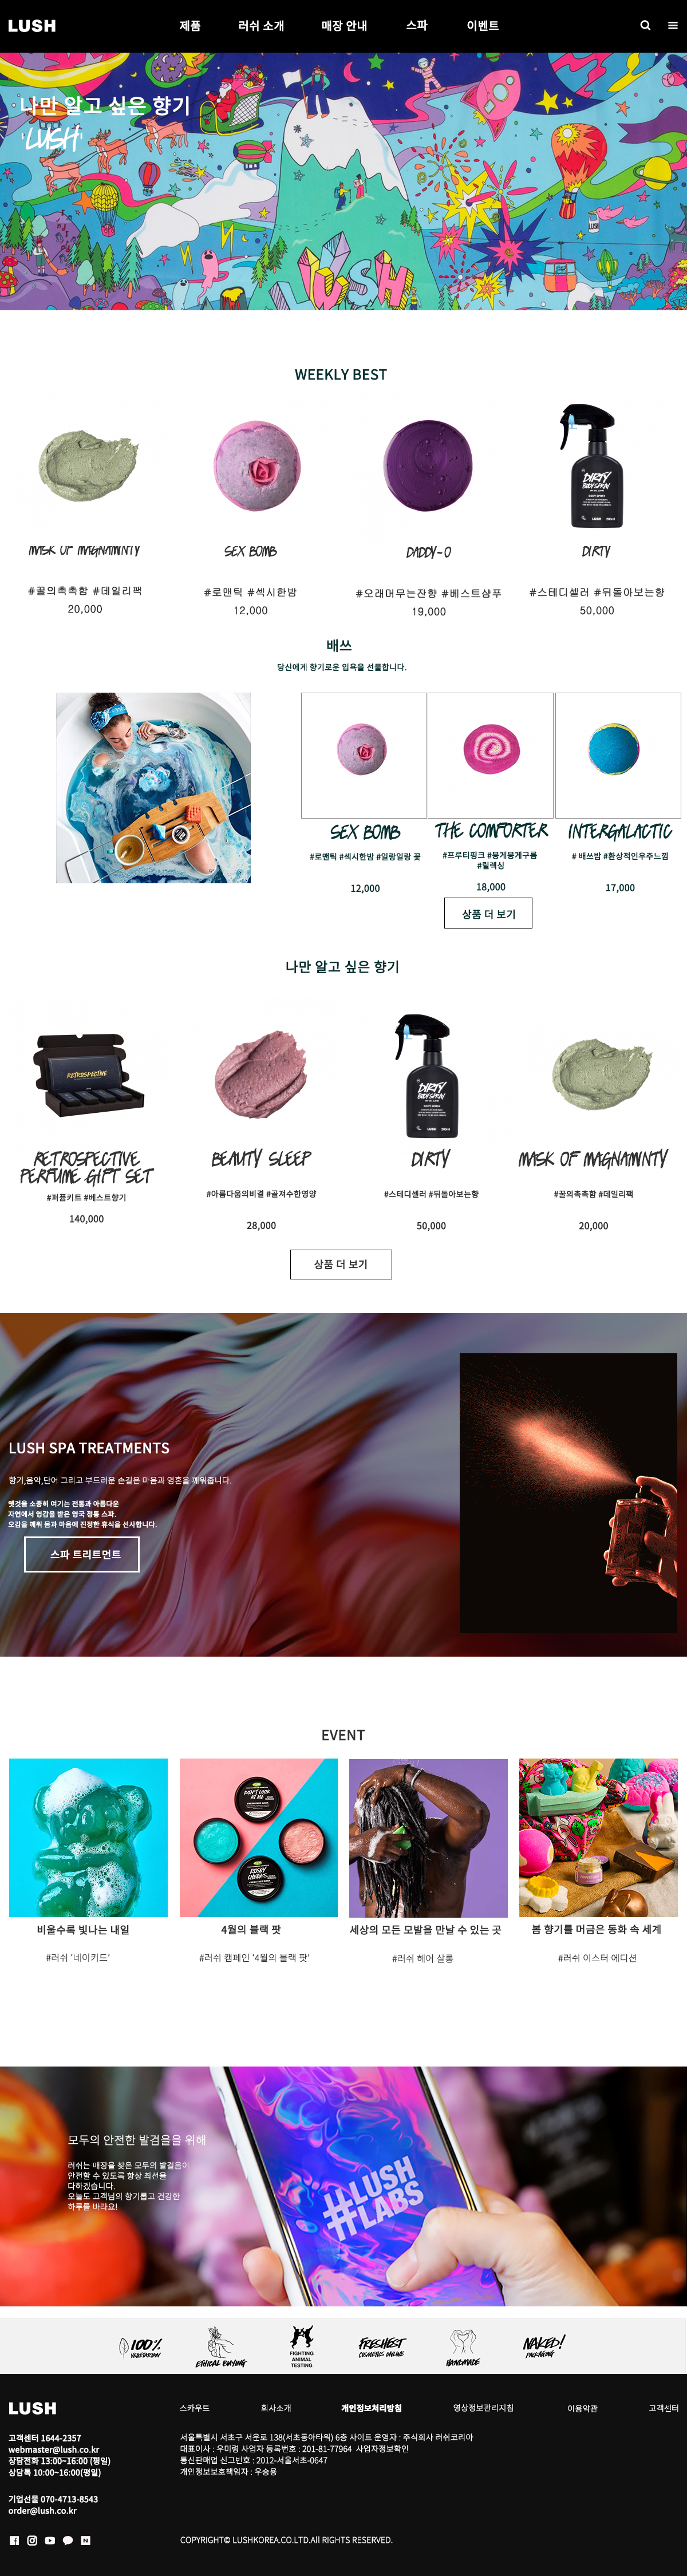 LUSH
제품 러쉬 소개 매장 안내 스파 이벤트
나만 알고 싶은 향기
'LUSH'
LUSH
WEEKLY BEST
DIRTY
BODY SPRAY
MASK OF MAGNAMINTY SEX BOMB DADDY-O DIRTY
#꿀의촉촉함 #데일리팩 #로맨틱 #섹시한밤 #오래머무는잔향 #베스트샴푸 #스테디셀러 #뒤돌아보는향
20,000 12,000 19,000 50,000
배쓰
당신에게 향기로운 입욕을 선물합니다.
SEX BOMB THE COMFORTER INTERGALACTIC
#로맨틱 #섹시한밤 #일랑일랑 꽃 #프루티핑크 #뭉게뭉게구름 # 배쓰밤 #환상적인우주느낌
#릴렉싱
12,000 18,000 17,000
상품 더 보기
나만 알고 싶은 향기
RETROSPECTIVE
DIRTY
BODY SPRAY
RETROSPECTIVE BEAUTY SLEEP DIRTY MASK OF MAGNAMINTY
PERFUME GIFT SET
#퍼퓸키트 #베스트향기 #아름다움의비결 #골져수한영양 #스테디셀러 #뒤돌아보는향 #꿀의촉촉함 #데일리팩
140,000 28,000 50,000 20,000
상품 더 보기
LUSH SPA TREATMENTS
향기,음악,단어 그리고 부드러운 손길은 마음과 영혼을 깨워줍니다.
옛것을 소중히 여기는 전통과 아름다운
자연에서 영감을 받은 영국 정통 스파.
오감을 깨워 몸과 마음에 진정한 휴식을 선사합니다.
스파 트리트먼트
EVENT
DON'T LOOK AT ME
비울수록 빛나는 내일 4월의 블랙 팟 세상의 모든 모발을 만날 수 있는 곳 봄 향기를 머금은 동화 속 세계
#러쉬 '네이키드' #러쉬 캠페인 '4월의 블랙 팟' #러쉬 헤어 살롱 #러쉬 이스터 에디션
모두의 안전한 발검을을 위해
러쉬는 매장을 찾은 모두의 발걸음이
안전할 수 있도록 항상 최선을
다하겠습니다.
오늘도 고객님의 향기롭고 건강한
하루를 바라요!
#LUSH
LABS
100% VEGETARIAN
ETHICAL BUYING
FIGHTING
ANIMAL
TESTING
FRESHEST
COSMETICS ONLINE
HANDMADE
NAKED!
PACKAGING
LUSH
스카우트 회사소개 개인정보처리방침 영상정보관리지침 이용약관 고객센터
고객센터 1644-2357
webmaster@lush.co.kr
상담전화 13:00~16:00 (평일)
상담톡 10:00~16:00(평일)
기업선물 070-4713-8543
order@lush.co.kr
서울특별시 서초구 서운로 138(서초동아타워) 6층 사이트 운영자 : 주식회사 러쉬코리아
대표이사 : 우미령 사업자 등록번호 : 201-81-77964 사업자정보확인
통신판매업 신고번호 : 2012-서울서초-0647
개인정보보호책임자 : 우승용
COPYRIGHT© LUSHKOREA.CO.LTD.All RIGHTS RESERVED.